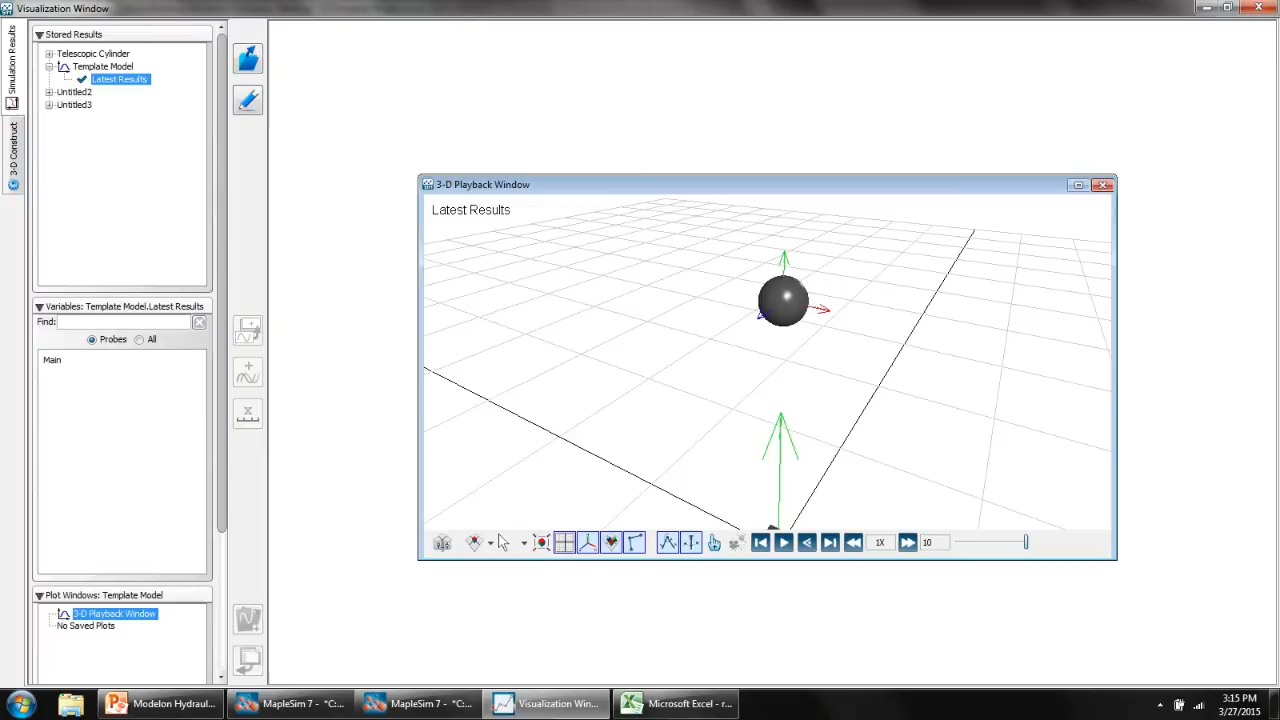 Visualization Window
Simulation Results
3-D Construct
Stored Results
Telescopic Cylinder
Template Model
Latest Results
Untitled2
Untitled3
Variables: Template Model.Latest Results
Find:
Probes
All
Main
Plot Windows: Template Model
3-D Playback Window
No Saved Plots
3-D Playback Window
Latest Results
1X
10
Modelon Hydraul...
MapleSim 7 - *C:...
MapleSim 7 - *C:...
Visualization Win...
Microsoft Excel - r...
3:15 PM
3/27/2015